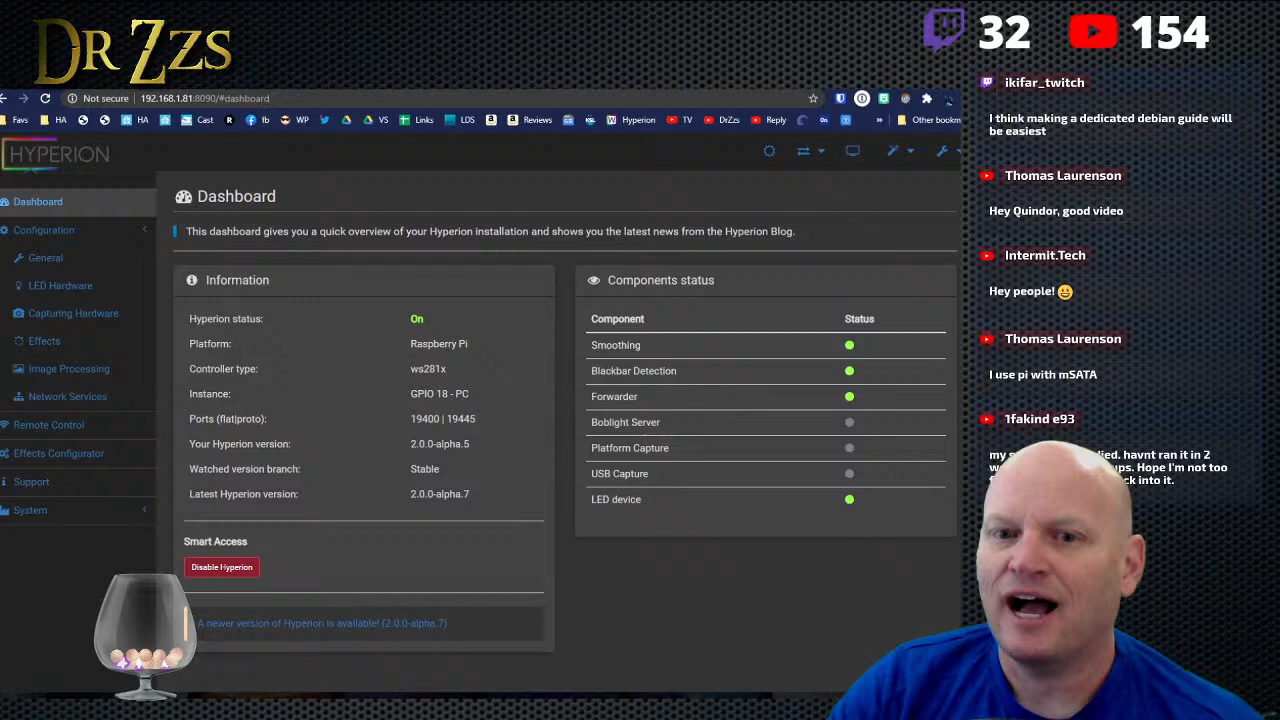 DR ZZS
32
154
Not secure 192.168.1.81:8090/#dashboard
Favs HA HA Cast fb WP VS Links LDS Reviews Hyperion TV DrZzs Reply On Other bookm
HYPERION
Dashboard
Configuration
General
LED Hardware
Capturing Hardware
Effects
Image Processing
Network Services
Remote Control
Effects Configurator
Support
System
Dashboard
This dashboard gives you a quick overview of your Hyperion installation and shows you the latest news from the Hyperion Blog.
Information
Hyperion status: On
Platform: Raspberry Pi
Controller type: ws281x
Instance: GPIO 18 - PC
Ports (flat|proto): 19400 | 19445
Your Hyperion version: 2.0.0-alpha.5
Watched version branch: Stable
Latest Hyperion version: 2.0.0-alpha.7
Smart Access
Disable Hyperion
A newer version of Hyperion is available! (2.0.0-alpha.7)
Components status
Component Status
Smoothing
Blackbar Detection
Forwarder
Boblight Server
Platform Capture
USB Capture
LED device
ikifar_twitch
I think making a dedicated debian guide will
be easiest
Thomas Laurenson
Hey Quindor, good video
Intermit.Tech
Hey people!
Thomas Laurenson
I use pi with mSATA
1fakind e93
my died. havnt ran it in 2
ups. Hope I'm not too
into it.